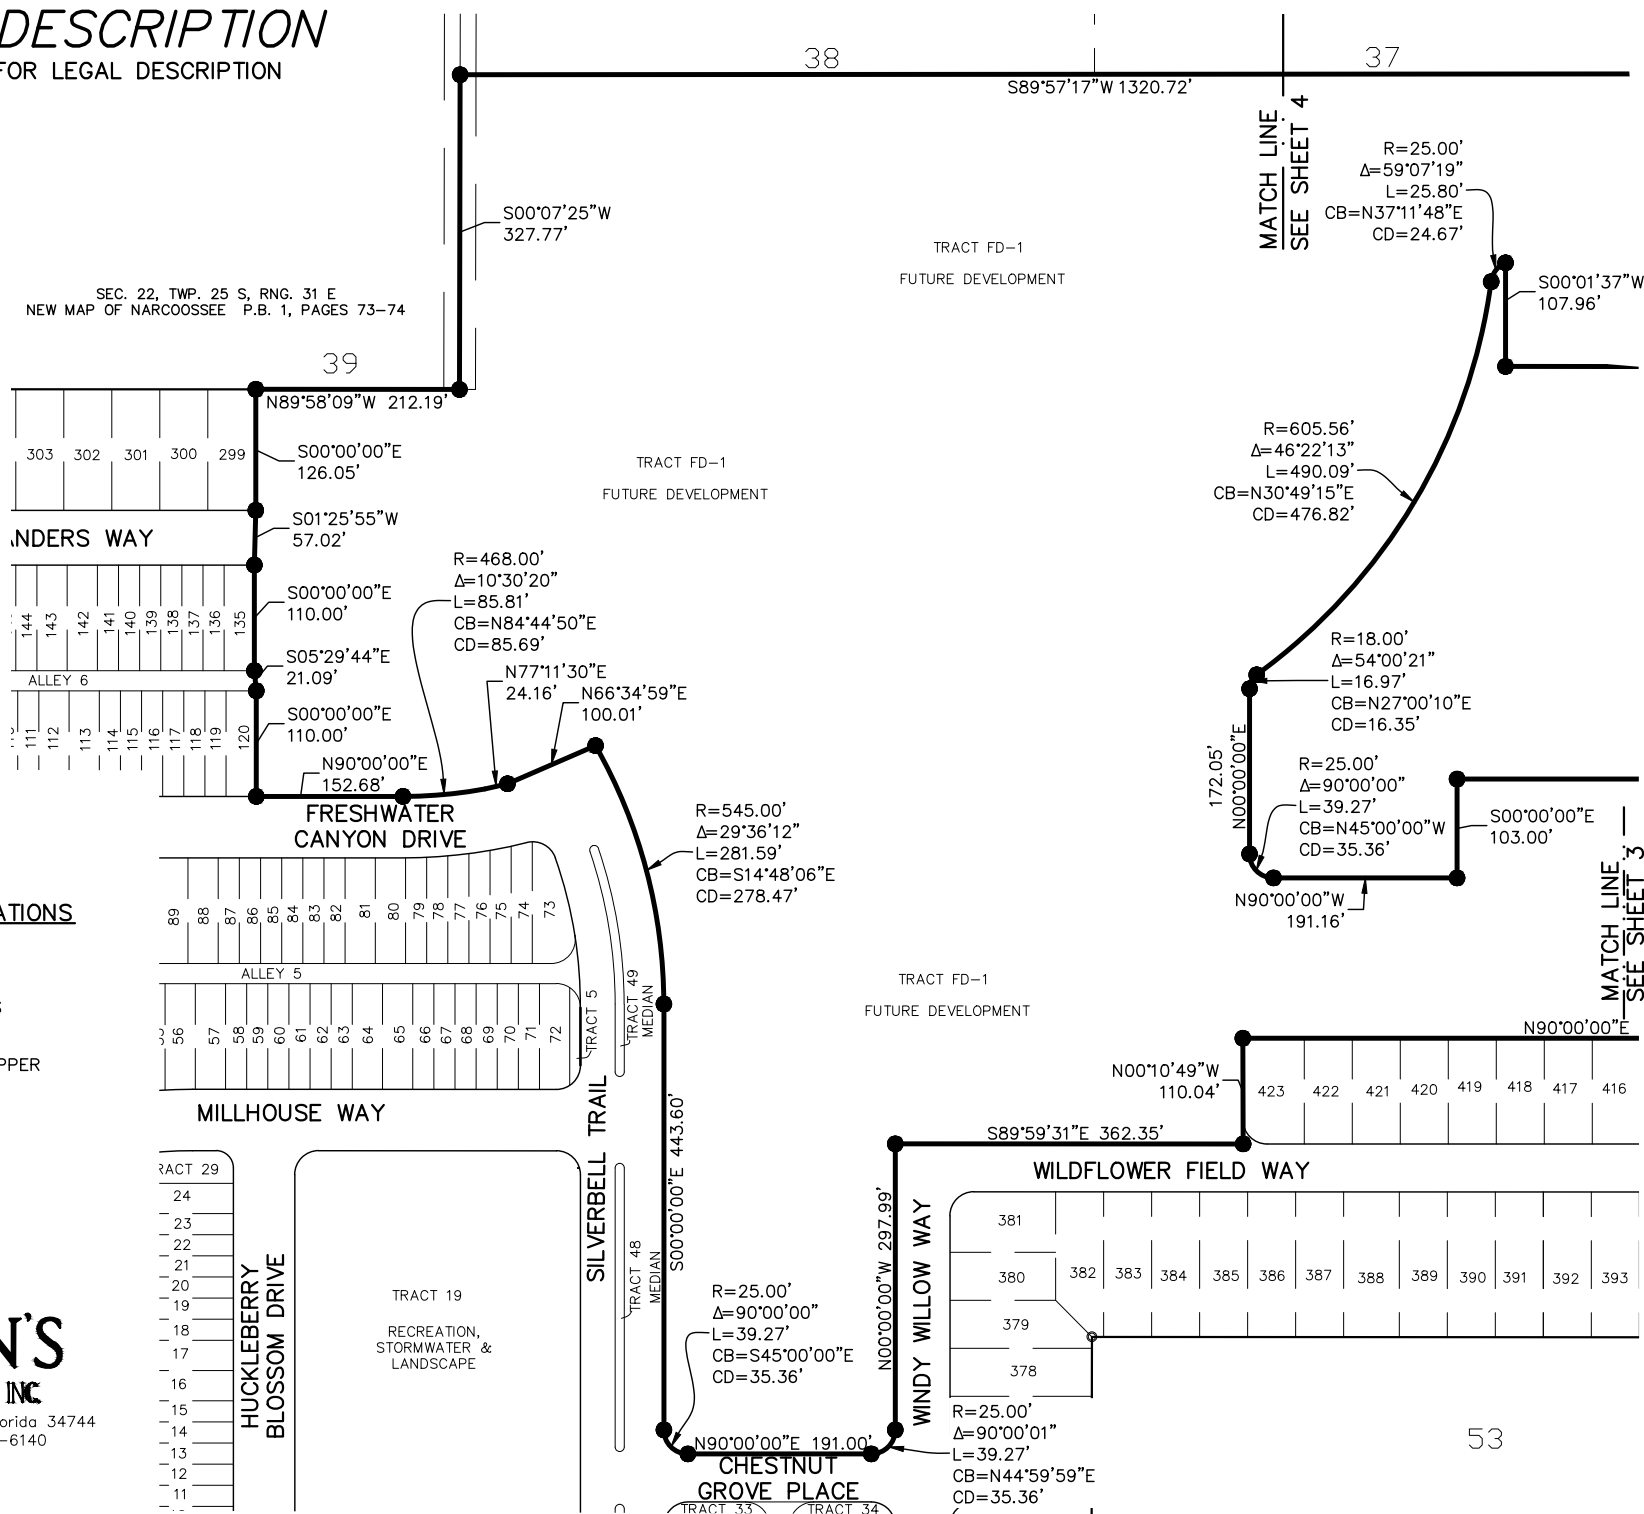 DESCRIPTION
FOR LEGAL DESCRIPTION
38
37
S89°57'17"W 1320.72'
MATCH LINE
SEE SHEET 4
R=25.00'
Δ=59°07'19"
L=25.80'
CB=N37°11'48"E
CD=24.67'
S00°07'25"W
327.77'
TRACT FD-1
FUTURE DEVELOPMENT
S00°01'37"W
107.96'
SEC. 22, TWP. 25 S, RNG. 31 E
NEW MAP OF NARCOOSSEE P.B. 1, PAGES 73-74
39
N89°58'09"W 212.19'
303 302 301 300 299
S00°00'00"E
126.05'
TRACT FD-1
FUTURE DEVELOPMENT
R=605.56'
Δ=46°22'13"
L=490.09'
CB=N30°49'15"E
CD=476.82'
S01°25'55"W
57.02'
ANDERS WAY
R=468.00'
Δ=10°30'20"
L=85.81'
CB=N84°44'50"E
CD=85.69'
S00°00'00"E
110.00'
144 143 142 141 140 139 138 137 136 135
S05°29'44"E
21.09'
ALLEY 6
N77°11'30"E
24.16'
N66°34'59"E
100.01'
R=18.00'
Δ=54°00'21"
L=16.97'
CB=N27°00'10"E
CD=16.35'
S00°00'00"E
110.00'
111 112 113 114 115 116 117 118 119 120
N90°00'00"E
152.68'
172.05'
N00°00'00"E
R=25.00'
Δ=90°00'00"
L=39.27'
CB=N45°00'00"W
CD=35.36'
S00°00'00"E
103.00'
FRESHWATER
CANYON DRIVE
R=545.00'
Δ=29°36'12"
L=281.59'
CB=S14°48'06"E
CD=278.47'
N90°00'00"W
191.16'
MATCH LINE
SEE SHEET 3
ATIONS
89 88 87 86 85 84 83 82 81 80 79 78 77 76 75 74 73
ALLEY 5
TRACT 5
TRACT 49
MEDIAN
TRACT FD-1
FUTURE DEVELOPMENT
S
56 57 58 59 60 61 62 63 64 65 66 67 68 69 70 71 72
N90°00'00"E
PPER
N00°10'49"W
110.04'
423 422 421 420 419 418 417 416
MILLHOUSE WAY
SILVERBELL TRAIL
S00°00'00"E 443.60'
S89°59'31"E 362.35'
WILDFLOWER FIELD WAY
RACT 29
24
23
22
21
20
19
18
17
16
15
14
13
12
11
HUCKLEBERRY
BLOSSOM DRIVE
TRACT 19
RECREATION,
STORMWATER &
LANDSCAPE
TRACT 48
MEDIAN
N00°00'00"W 297.99'
WINDY WILLOW WAY
381
380
379
378
382 383 384 385 386 387 388 389 390 391 392 393
R=25.00'
Δ=90°00'00"
L=39.27'
CB=S45°00'00"E
CD=35.36'
N'S
INC
orida 34744
-6140
R=25.00'
Δ=90°00'01"
L=39.27'
CB=N44°59'59"E
CD=35.36'
53
N90°00'00"E 191.00'
CHESTNUT
GROVE PLACE
TRACT 33
TRACT 34